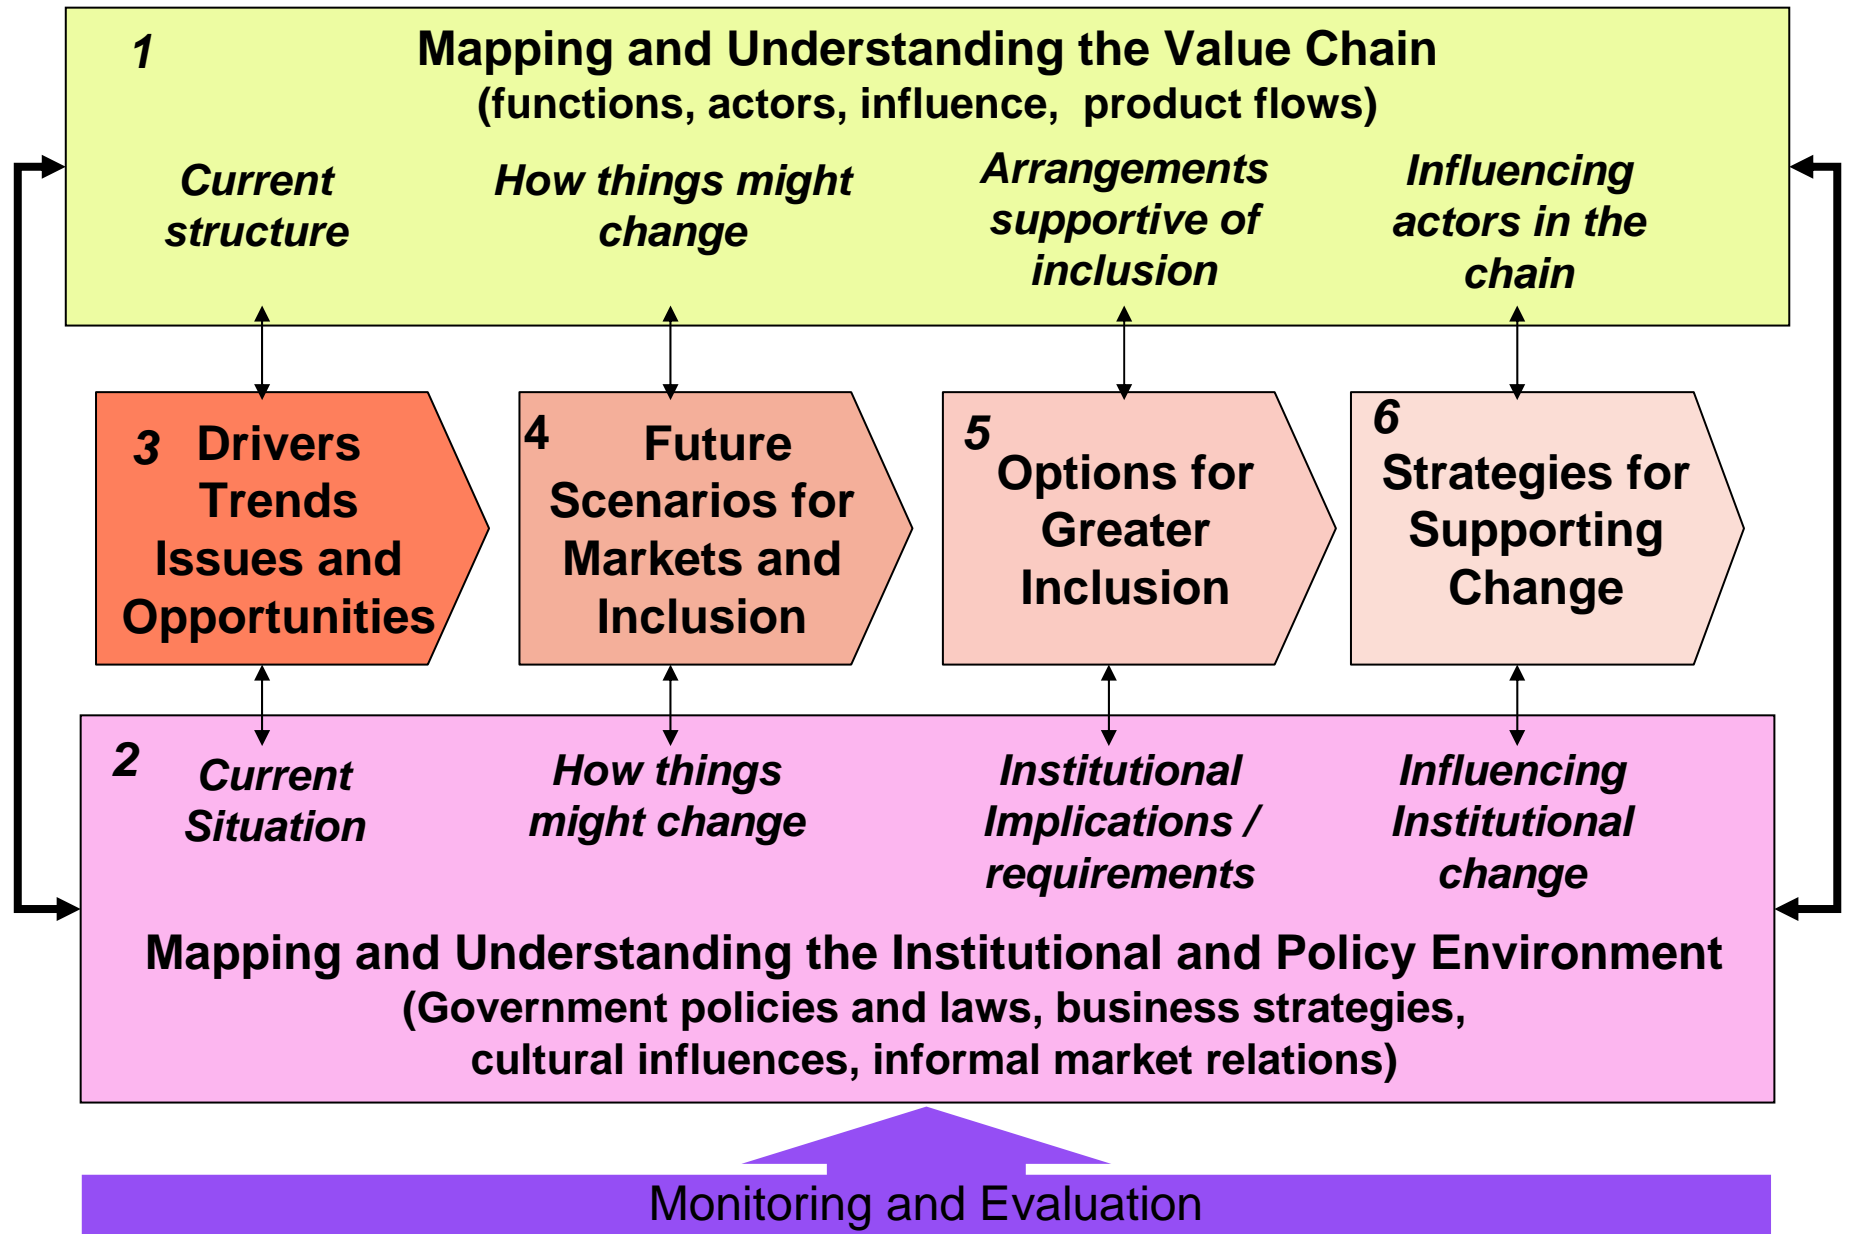 1
Mapping and Understanding the Value Chain
(functions, actors, influence, product flows)
Current
structure
How things might
change
Arrangements
supportive of
inclusion
Influencing
actors in the
chain
3
Drivers
Trends
Issues and
Opportunities
4
Future
Scenarios for
Markets and
Inclusion
5
Options for
Greater
Inclusion
6
Strategies for
Supporting
Change
2
Current
Situation
How things
might change
Institutional
Implications /
requirements
Influencing
Institutional
change
Mapping and Understanding the Institutional and Policy Environment
(Government policies and laws, business strategies,
cultural influences, informal market relations)
Monitoring and Evaluation